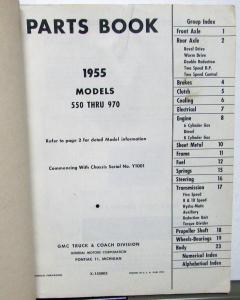 PARTS BOOK
1955
MODELS
550 THRU 970
Refer to page 2 for detail Model information
Commencing With Chassis Serial No. Y1001
GMC TRUCK & COACH DIVISION
GENERAL MOTORS CORPORATION
PONTIAC 11, MICHIGAN
Group Index
Front Axle 1
Rear Axle 2
Bevel Drive
Worm Drive
Double Reduction
Two Speed D.R.
Two Speed Control
Brakes 4
Clutch 5
Cooling 6
Electrical 7
Engine 8
6 Cylinder Gas
Diesel
8 Cylinder Gas
Sheet Metal 10
Frame 11
Fuel 12
Springs 15
Steering 16
Transmission 17
Five Speed
Hydra-Matic
Auxiliary
Reductive Unit
Torque Divider
Propeller Shaft 18
Wheels-Bearings 19
Body 23
Numerical Index
Alphabetical Index